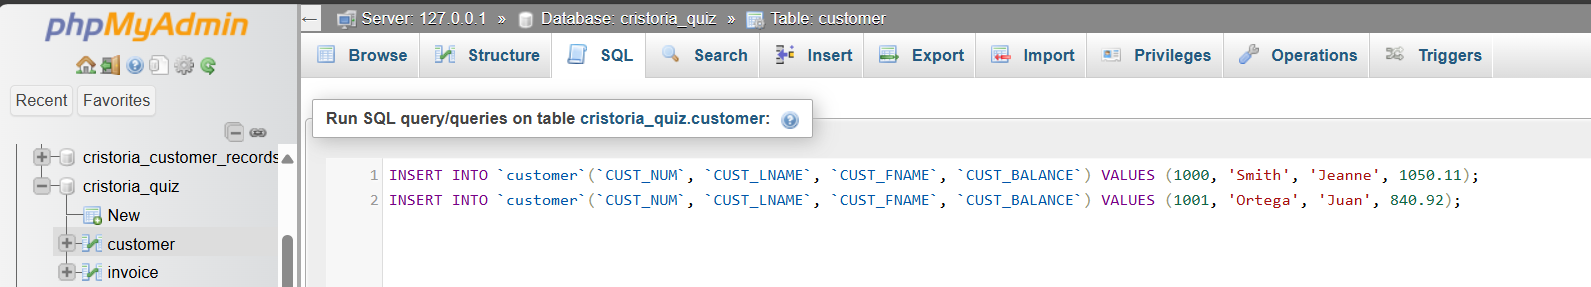 phpMyAdmin
Recent Favorites
cristoria_customer_records
cristoria_quiz
New
customer
invoice
Server: 127.0.0.1 » Database: cristoria_quiz » Table: customer
Browse Structure SQL Search Insert Export Import Privileges Operations Triggers
Run SQL query/queries on table cristoria_quiz.customer:
1 INSERT INTO `customer`(`CUST_NUM`, `CUST_LNAME`, `CUST_FNAME`, `CUST_BALANCE`) VALUES (1000, 'Smith', 'Jeanne', 1050.11);
2 INSERT INTO `customer`(`CUST_NUM`, `CUST_LNAME`, `CUST_FNAME`, `CUST_BALANCE`) VALUES (1001, 'Ortega', 'Juan', 840.92);